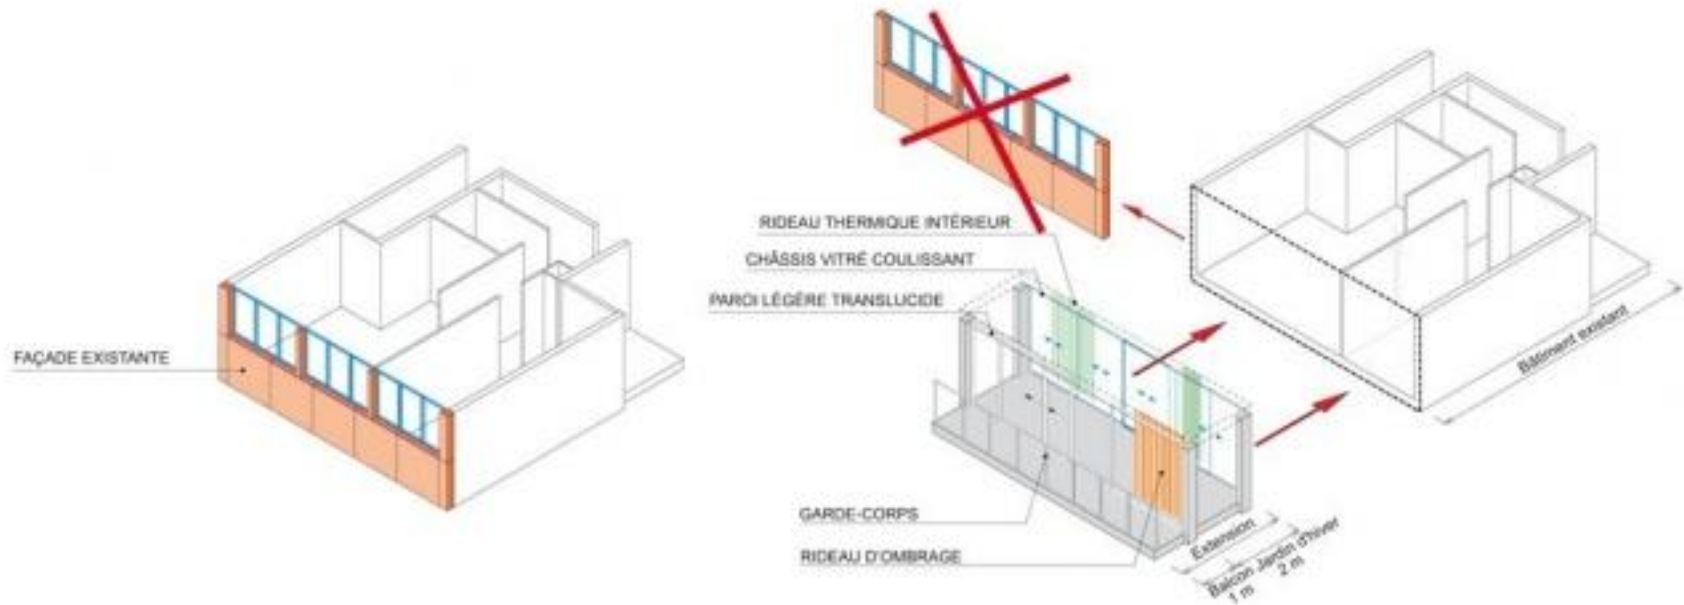 FAÇADE EXISTANTE
RIDEAU THERMIQUE INTÉRIEUR
CHÂSSIS VITRÉ COULISSANT
PAROI LÉGÈRE TRANSLUCIDE
GARDE-CORPS
RIDEAU D'OMBRAGE
Bâtiment existant
Extension
Balcon Jardin d'hiver
1 m 2 m